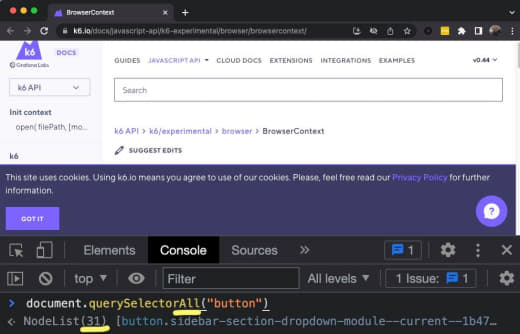 BrowserContext
k6.io/docs/javascript-api/k6-experimental/browser/browsercontext/
k6
DOCS
Grafana Labs
GUIDES JAVASCRIPT API CLOUD DOCS EXTENSIONS INTEGRATIONS EXAMPLES v0.44
k6 API
Search
Init context
open( filePath, [mo...
k6 API > k6/experimental > browser > BrowserContext
SUGGEST EDITS
k6
This site uses cookies. Using k6.io means you agree to use of our cookies. Please, feel free read our Privacy Policy for further
information.
GOT IT
Elements Console Sources » 1
top Filter All levels 1 Issue: 1
> document.querySelectorAll("button")
NodeList(31) [button.sidebar-section-dropdown-module--current--1b47...